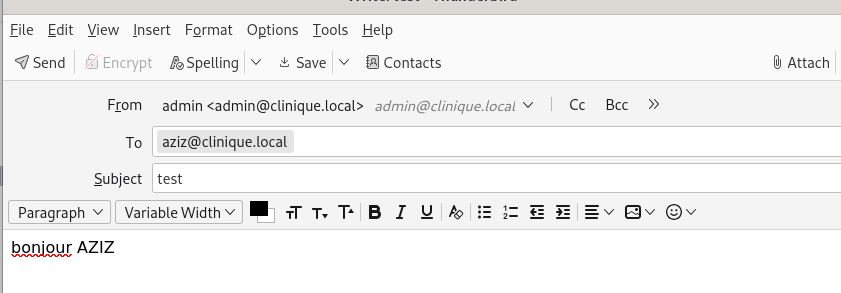 File Edit View Insert Format Options Tools Help
Send Encrypt Spelling Save Contacts Attach
From admin <admin@clinique.local> admin@clinique.local Cc Bcc
To aziz@clinique.local
Subject test
Paragraph Variable Width
bonjour AZIZ